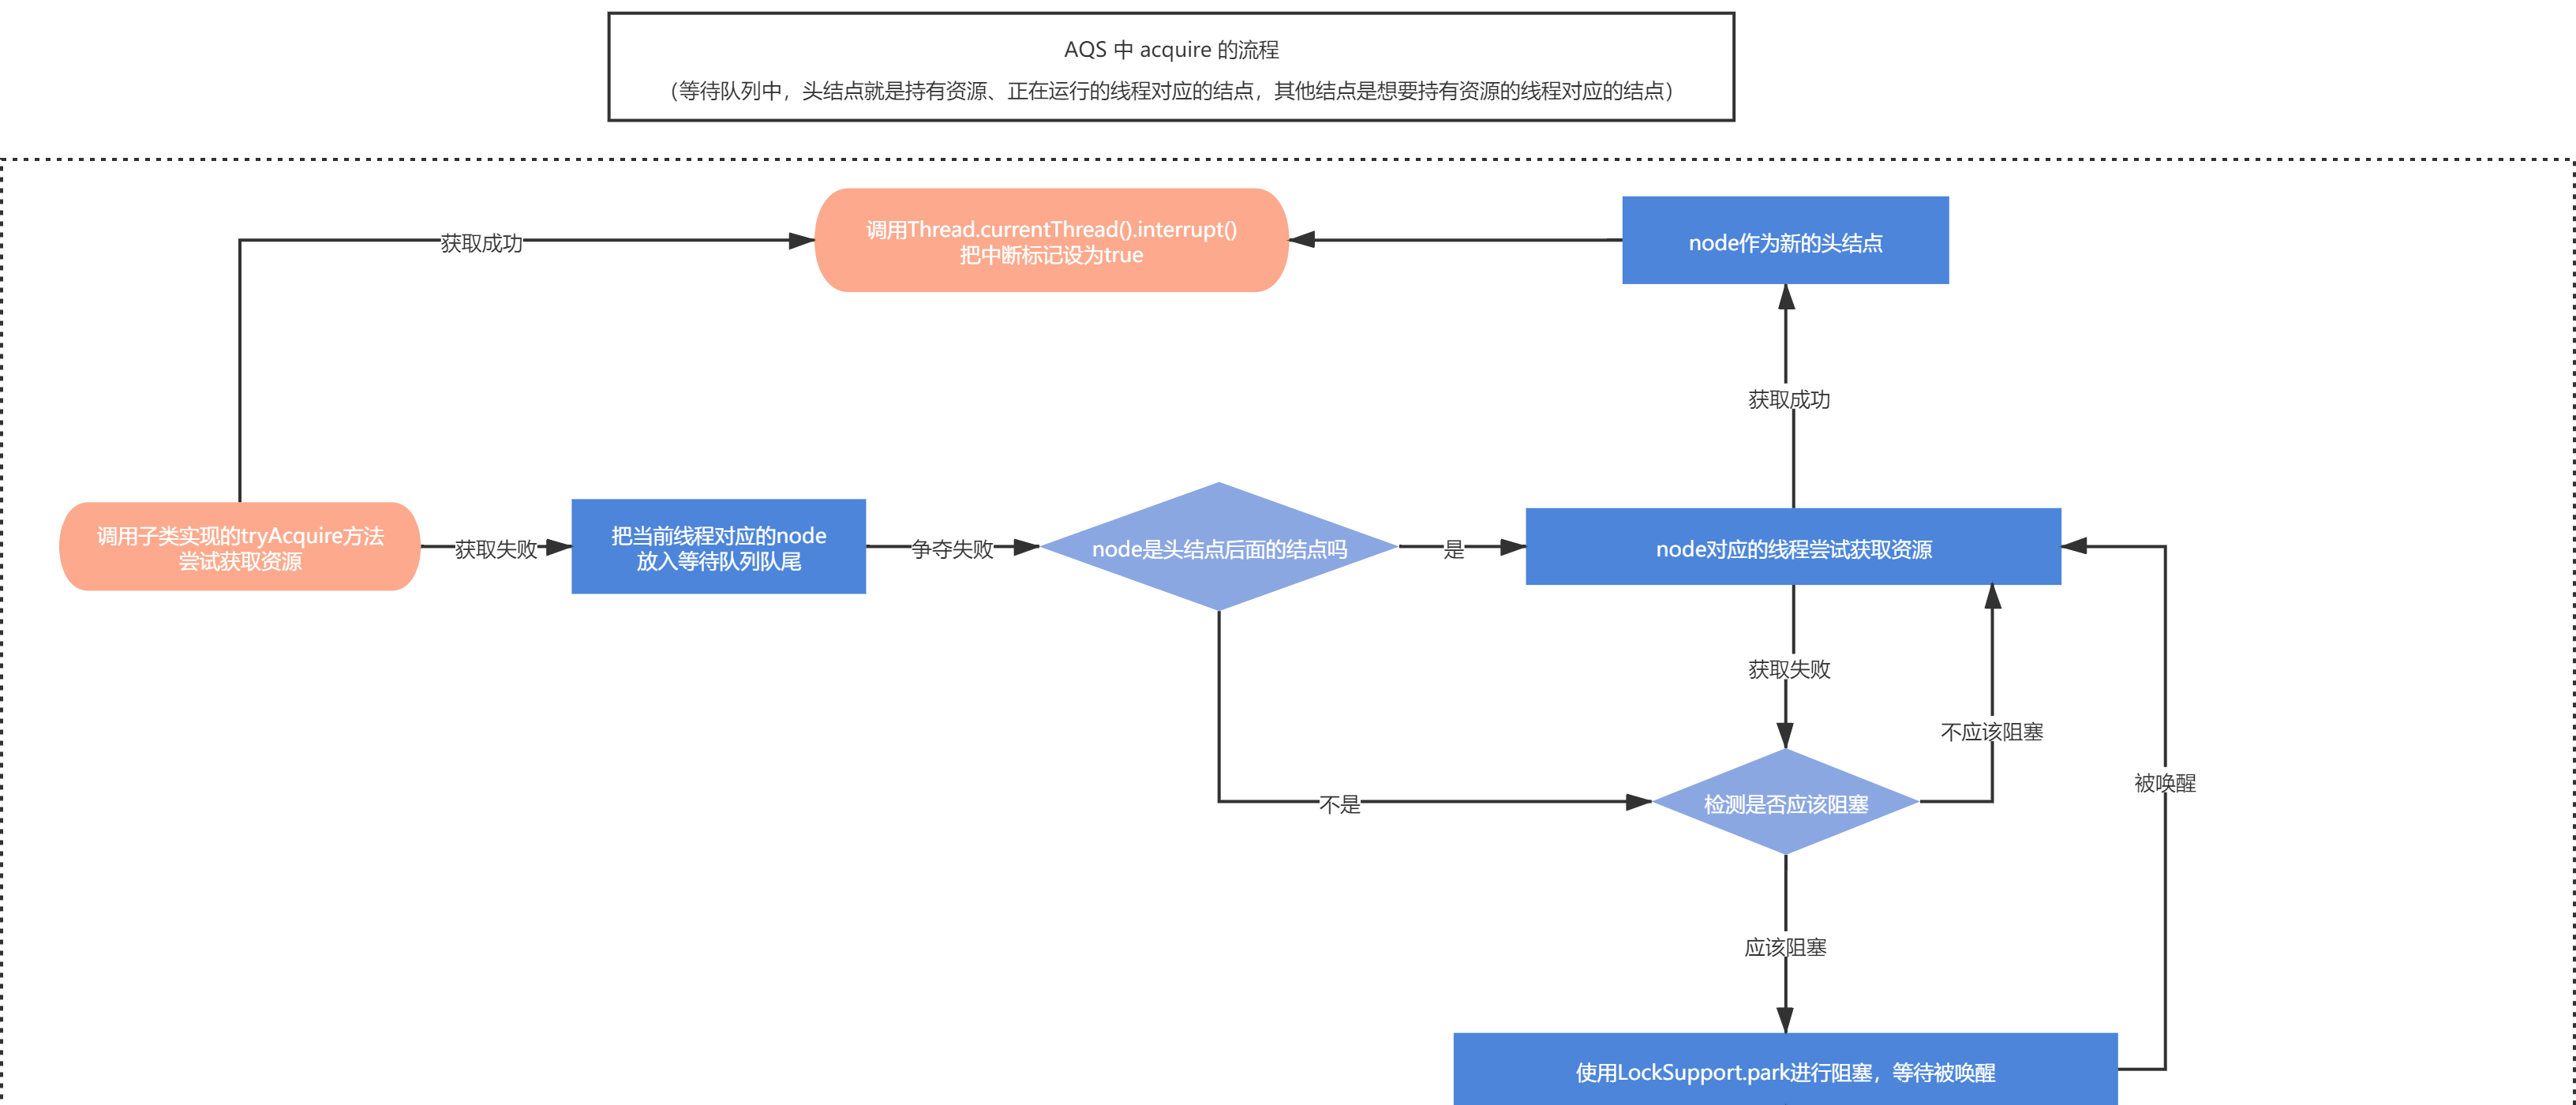 AQS 中 acquire 的流程
（等待队列中，头结点就是持有资源、正在运行的线程对应的结点，其他结点是想要持有资源的线程对应的结点）
调用Thread.currentThread().interrupt()
把中断标记设为true
node作为新的头结点
获取成功
获取成功
调用子类实现的tryAcquire方法
尝试获取资源
获取失败
把当前线程对应的node
放入等待队列队尾
争夺失败
node是头结点后面的结点吗
是
node对应的线程尝试获取资源
获取失败
不应该阻塞
被唤醒
不是
检测是否应该阻塞
应该阻塞
使用LockSupport.park进行阻塞，等待被唤醒